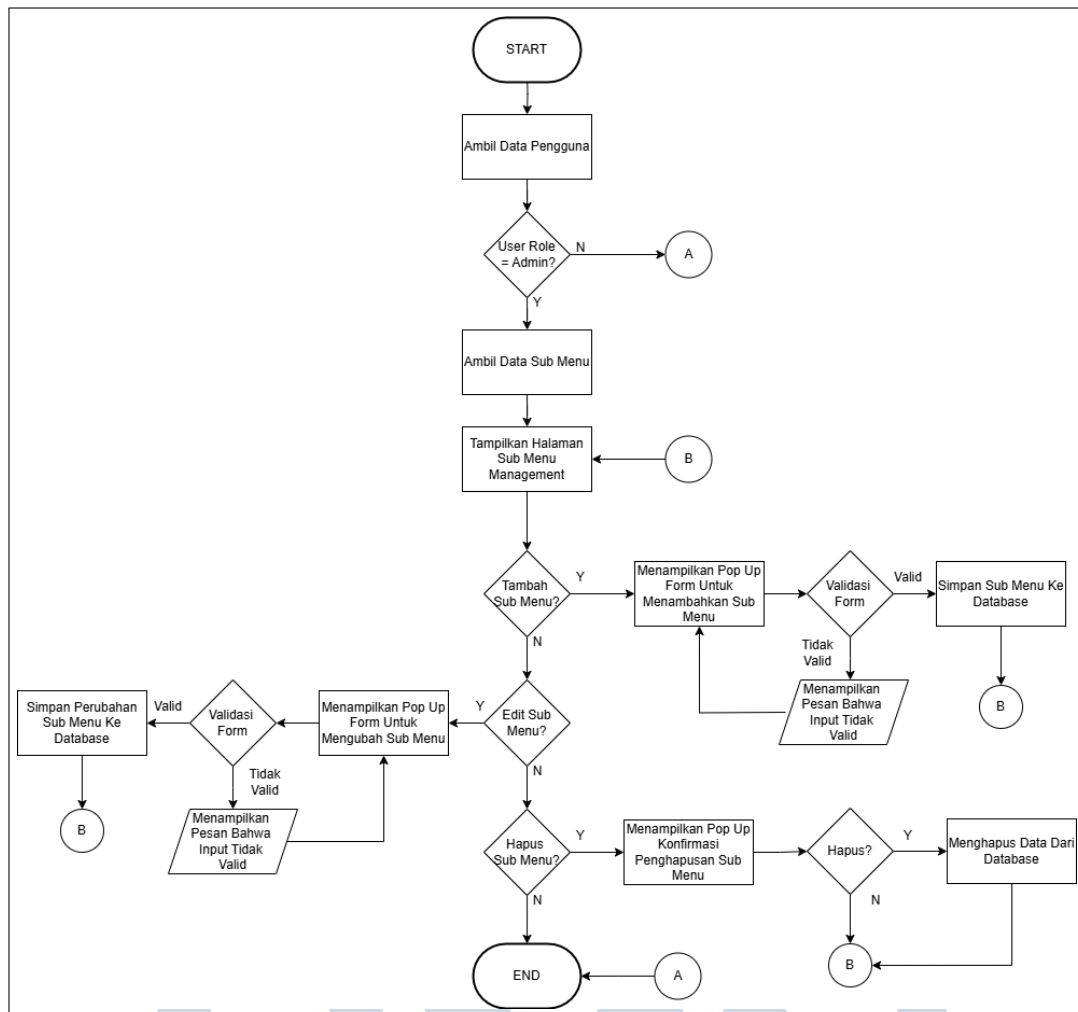 START
Ambil Data Pengguna
User Role
= Admin?
N
A
Y
Ambil Data Sub Menu
Tampilkan Halaman
Sub Menu
Management
B
Tambah
Sub Menu?
Y
Menampilkan Pop Up
Form Untuk
Menambahkan Sub
Menu
Validasi
Form
Valid
Simpan Sub Menu Ke
Database
N
Tidak
Valid
Menampilkan
Pesan Bahwa
Input Tidak
Valid
B
Edit Sub
Menu?
Y
Menampilkan Pop Up
Form Untuk
Mengubah Sub Menu
Validasi
Form
Valid
Simpan Perubahan
Sub Menu Ke
Database
Tidak
Valid
Menampilkan
Pesan Bahwa
Input Tidak
Valid
B
N
Hapus
Sub Menu?
Y
Menampilkan Pop Up
Konfirmasi
Penghapusan Sub
Menu
Hapus?
Y
Menghapus Data Dari
Database
N
N
B
END
A